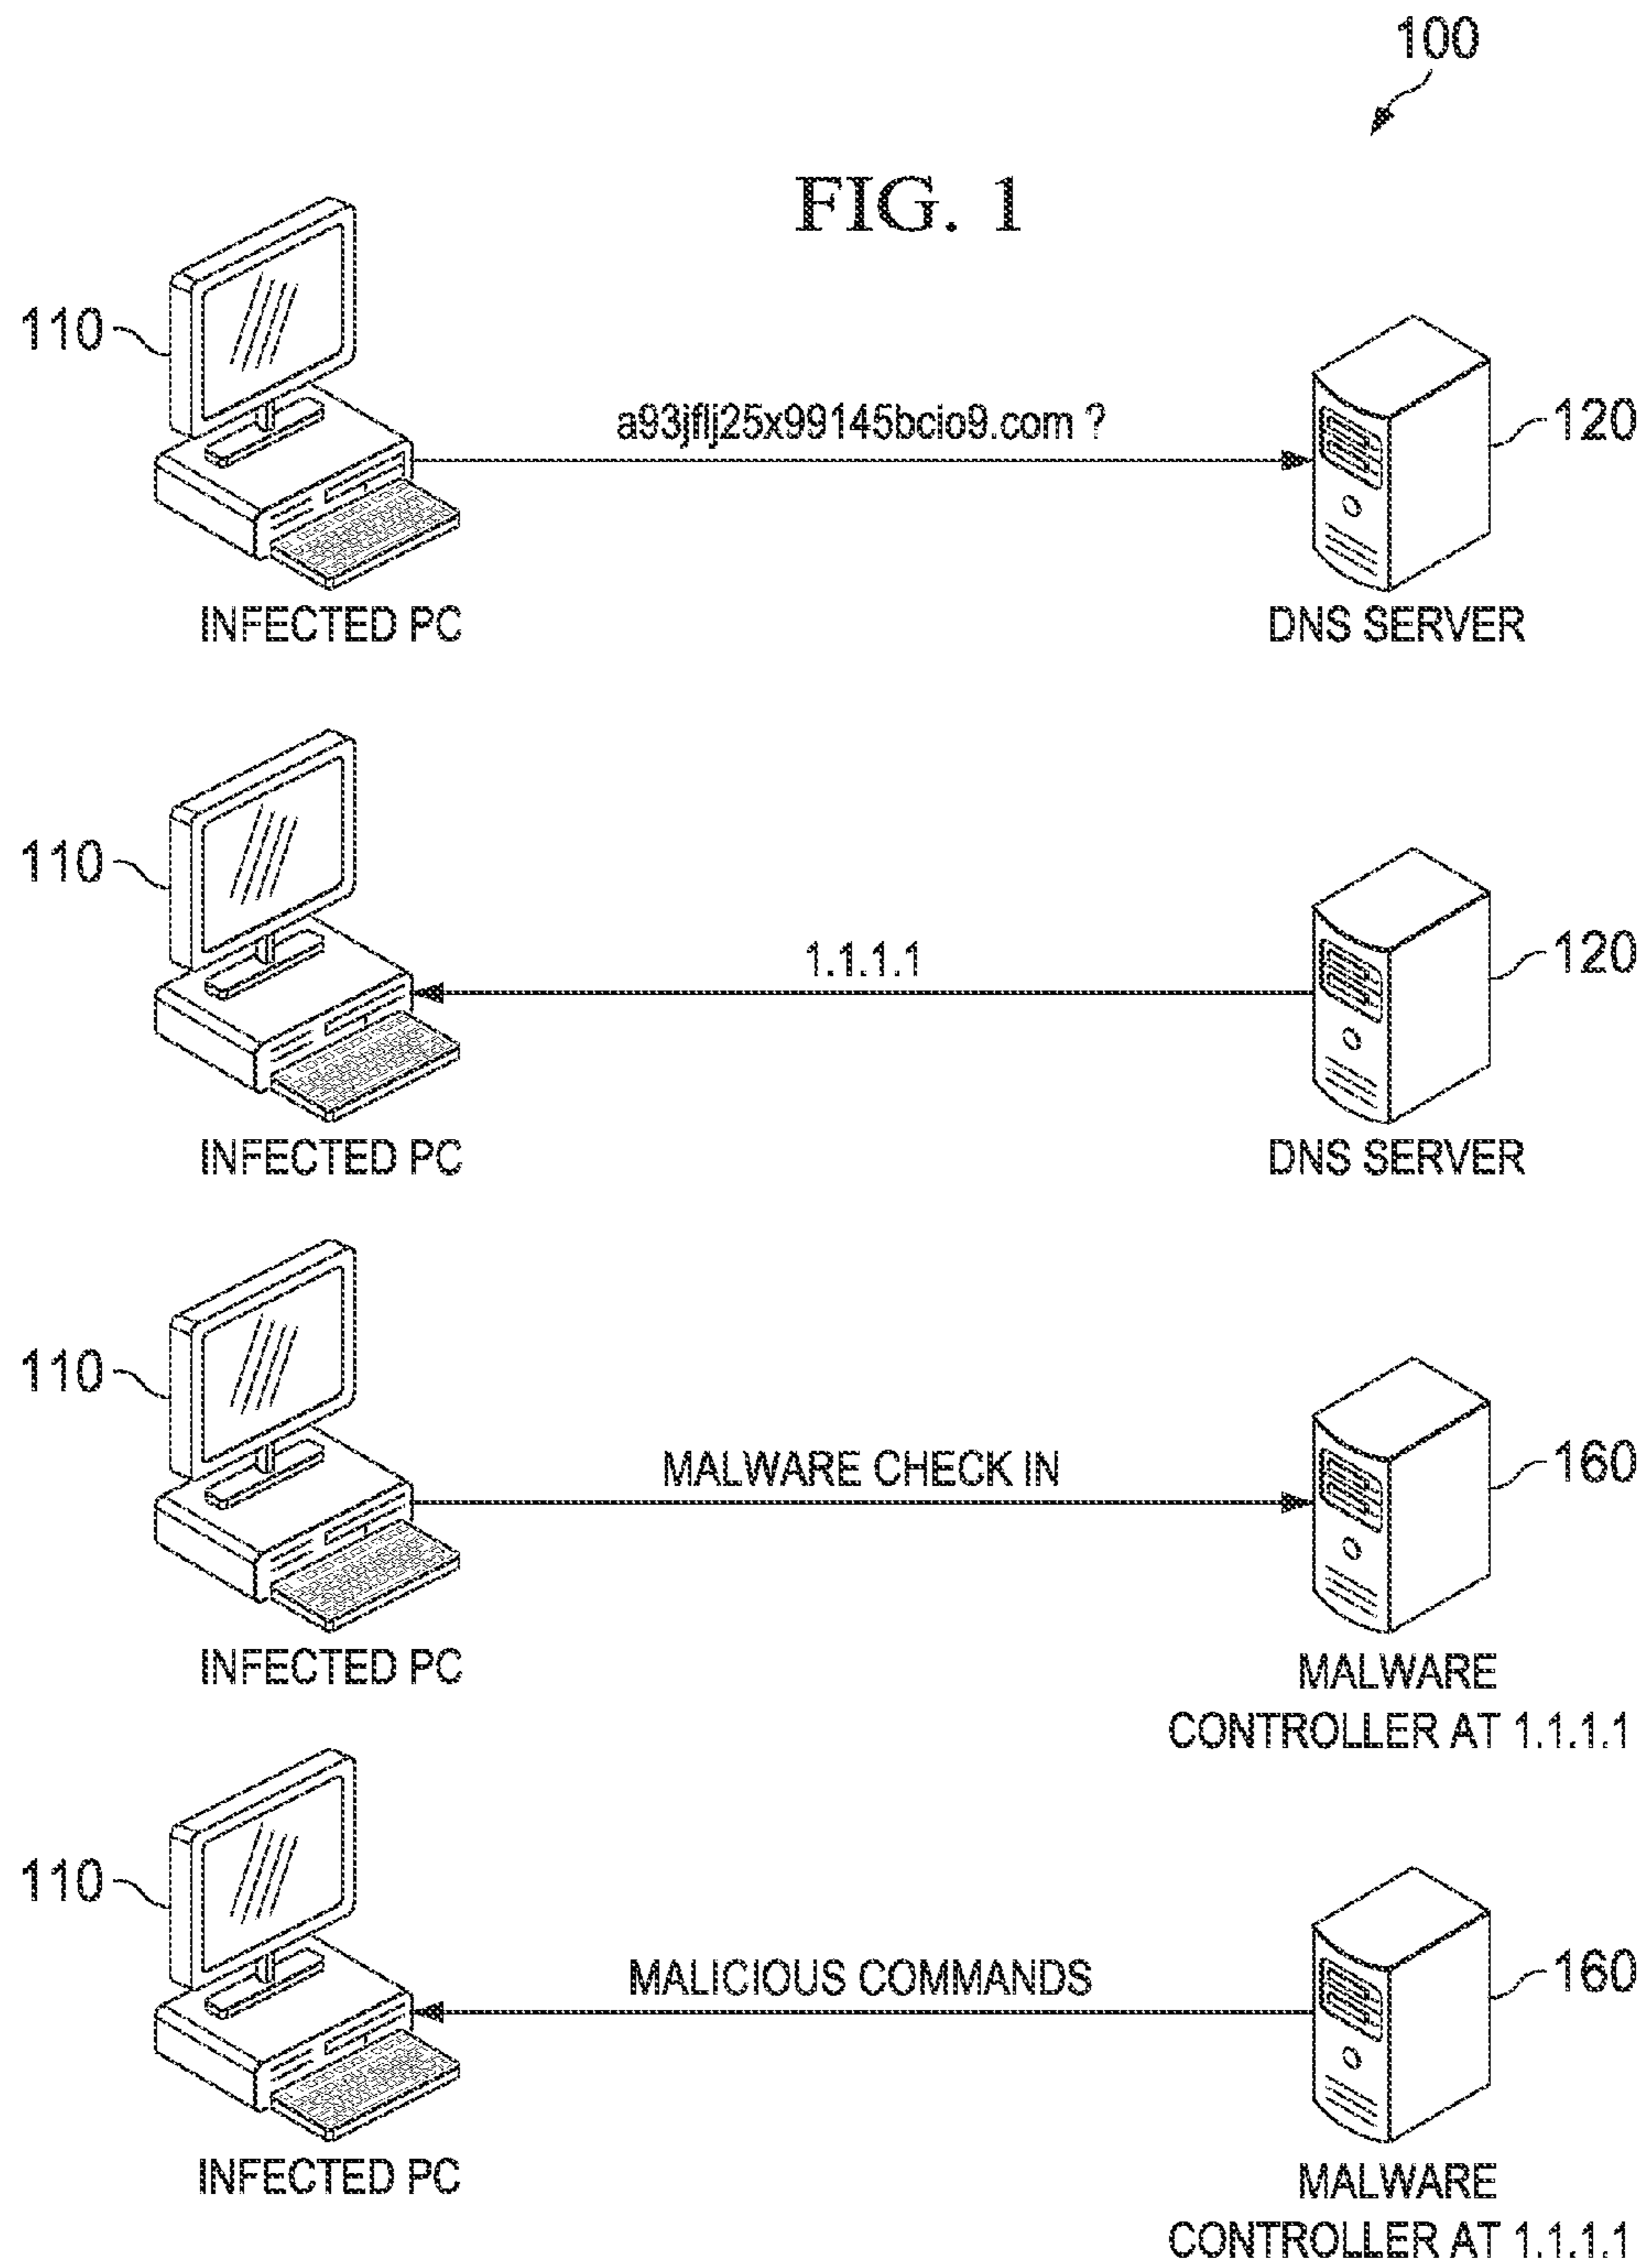 100
FIG. 1
110
a93jflj25x99145bcio9.com ?
120
INFECTED PC
DNS SERVER
110
1.1.1.1
120
INFECTED PC
DNS SERVER
110
MALWARE CHECK IN
160
INFECTED PC
MALWARE
CONTROLLER AT 1.1.1.1
110
MALICIOUS COMMANDS
160
INFECTED PC
MALWARE
CONTROLLER AT 1.1.1.1